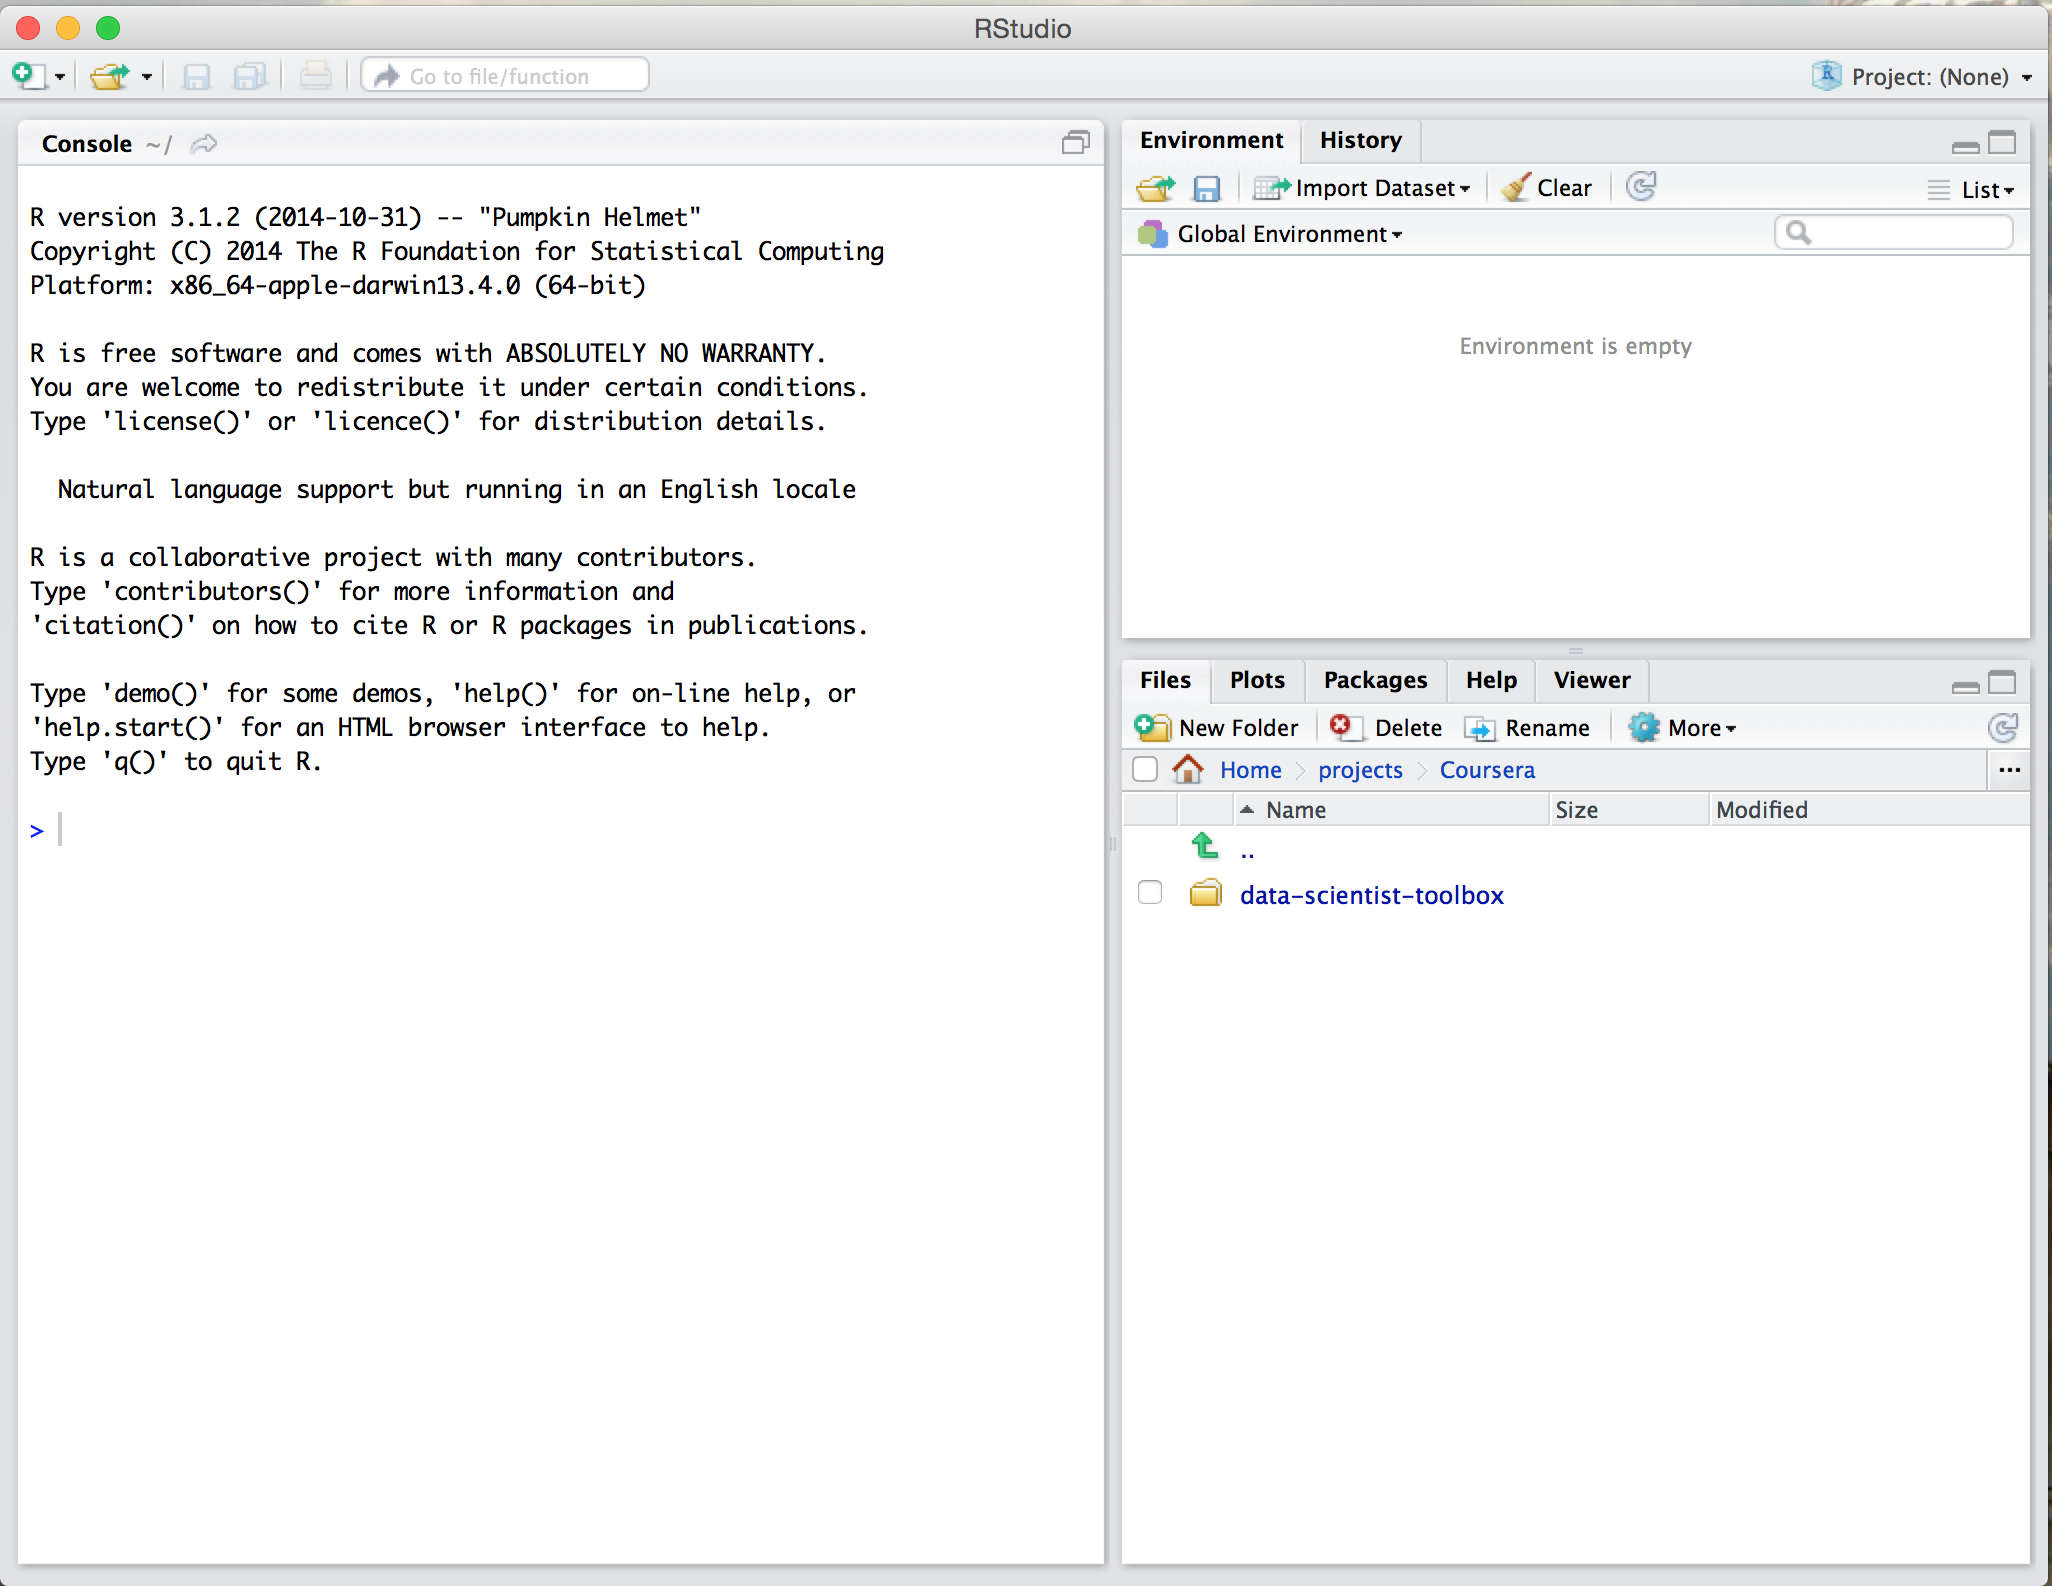 RStudio
Go to file/function
Project: (None)
Console ~/
R version 3.1.2 (2014-10-31) -- "Pumpkin Helmet"
Copyright (C) 2014 The R Foundation for Statistical Computing
Platform: x86_64-apple-darwin13.4.0 (64-bit)
R is free software and comes with ABSOLUTELY NO WARRANTY.
You are welcome to redistribute it under certain conditions.
Type 'license()' or 'licence()' for distribution details.
Natural language support but running in an English locale
R is a collaborative project with many contributors.
Type 'contributors()' for more information and
'citation()' on how to cite R or R packages in publications.
Type 'demo()' for some demos, 'help()' for on-line help, or
'help.start()' for an HTML browser interface to help.
Type 'q()' to quit R.
>
Environment History
Import Dataset Clear List
Global Environment
Environment is empty
Files Plots Packages Help Viewer
New Folder Delete Rename More
Home projects Coursera ...
Name Size Modified
..
data-scientist-toolbox